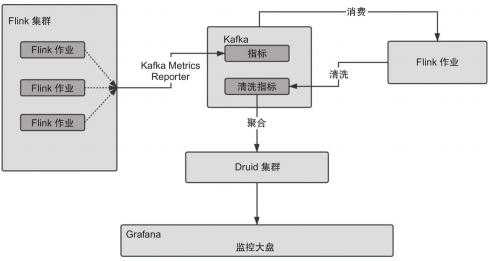 Flink 集群
Flink 作业
Flink 作业
Flink 作业
Kafka Metrics
Reporter
Kafka
指标
清洗指标
消费
清洗
Flink 作业
聚合
Druid 集群
Grafana
监控大盘